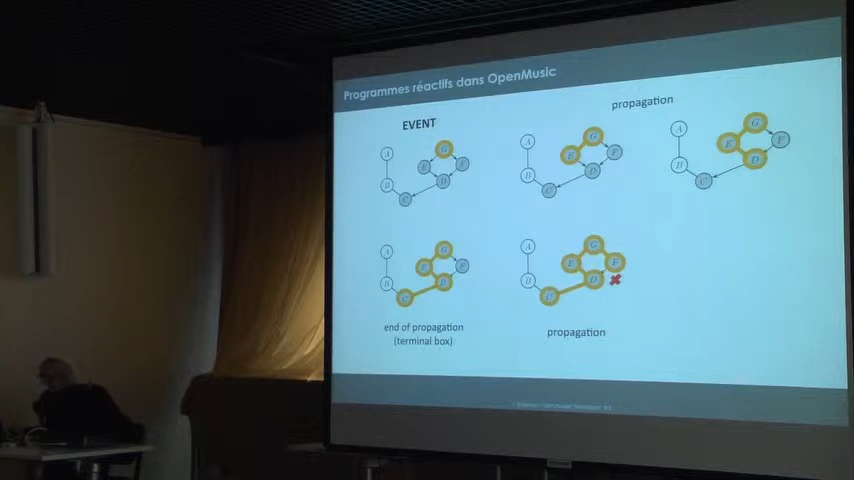 Programmes réactifs dans OpenMusic
EVENT
propagation
A
B
C
G
E
F
D
A
B
C
G
E
F
D
A
B
C
G
E
F
D
A
B
C
G
E
F
D
A
B
C
G
E
F
D
end of propagation
(terminal box)
propagation